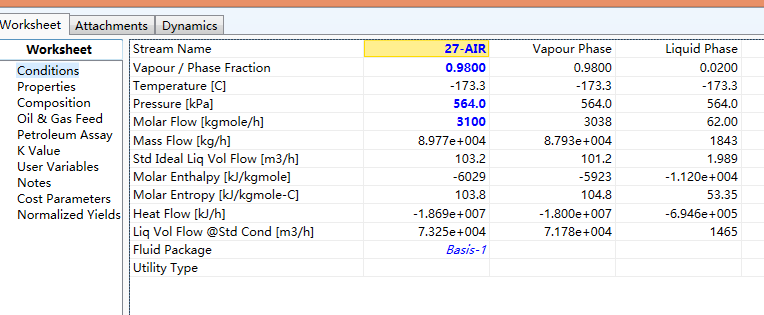 Worksheet Attachments Dynamics
Worksheet
Conditions
Properties
Composition
Oil & Gas Feed
Petroleum Assay
K Value
User Variables
Notes
Cost Parameters
Normalized Yields
Stream Name 27-AIR Vapour Phase Liquid Phase
Vapour / Phase Fraction 0.9800 0.9800 0.0200
Temperature [C] -173.3 -173.3 -173.3
Pressure [kPa] 564.0 564.0 564.0
Molar Flow [kgmole/h] 3100 3038 62.00
Mass Flow [kg/h] 8.977e+004 8.793e+004 1843
Std Ideal Liq Vol Flow [m3/h] 103.2 101.2 1.989
Molar Enthalpy [kJ/kgmole] -6029 -5923 -1.120e+004
Molar Entropy [kJ/kgmole-C] 103.8 104.8 53.35
Heat Flow [kJ/h] -1.869e+007 -1.800e+007 -6.946e+005
Liq Vol Flow @Std Cond [m3/h] 7.325e+004 7.178e+004 1465
Fluid Package Basis-1
Utility Type